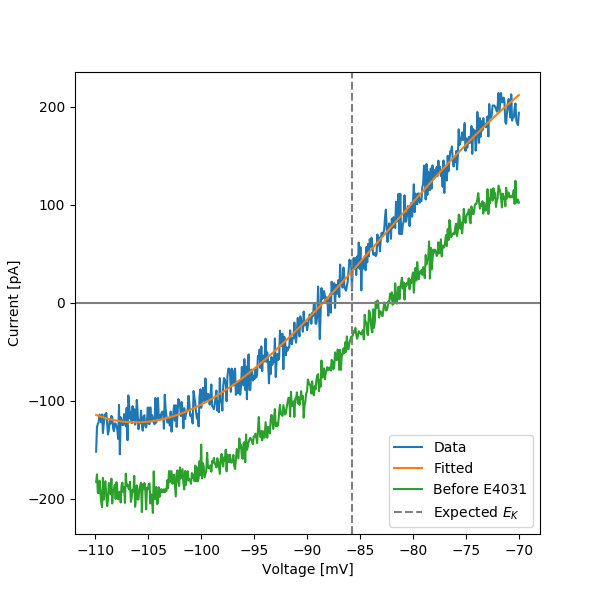 200
100
0
−100
−200
Current [pA]
Data
Fitted
Before E4031
Expected E_K
−110 −105 −100 −95 −90 −85 −80 −75 −70
Voltage [mV]